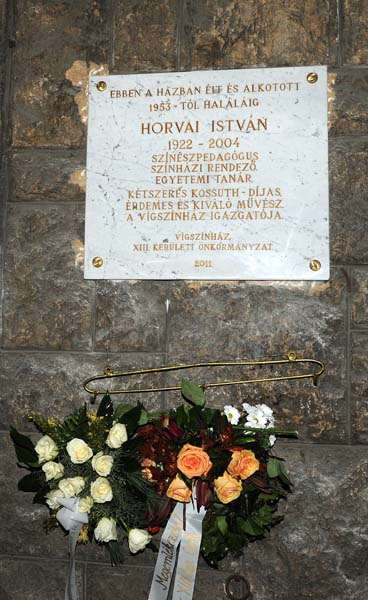 EBBEN A HÁZBAN ÉLT ÉS ALKOTOTT
1953-TÓL HALÁLÁIG
HORVAI ISTVÁN
1922 - 2004
SZÍNÉSZPEDAGÓGUS
SZÍNHÁZI RENDEZŐ,
EGYETEMI TANÁR,
KÉTSZERES KOSSUTH-DÍJAS,
ÉRDEMES ÉS KIVÁLÓ MŰVÉSZ
A VÍGSZÍNHÁZ IGAZGATÓJA.
VÍGSZÍNHÁZ,
XIII. KERÜLETI ÖNKORMÁNYZAT
2011